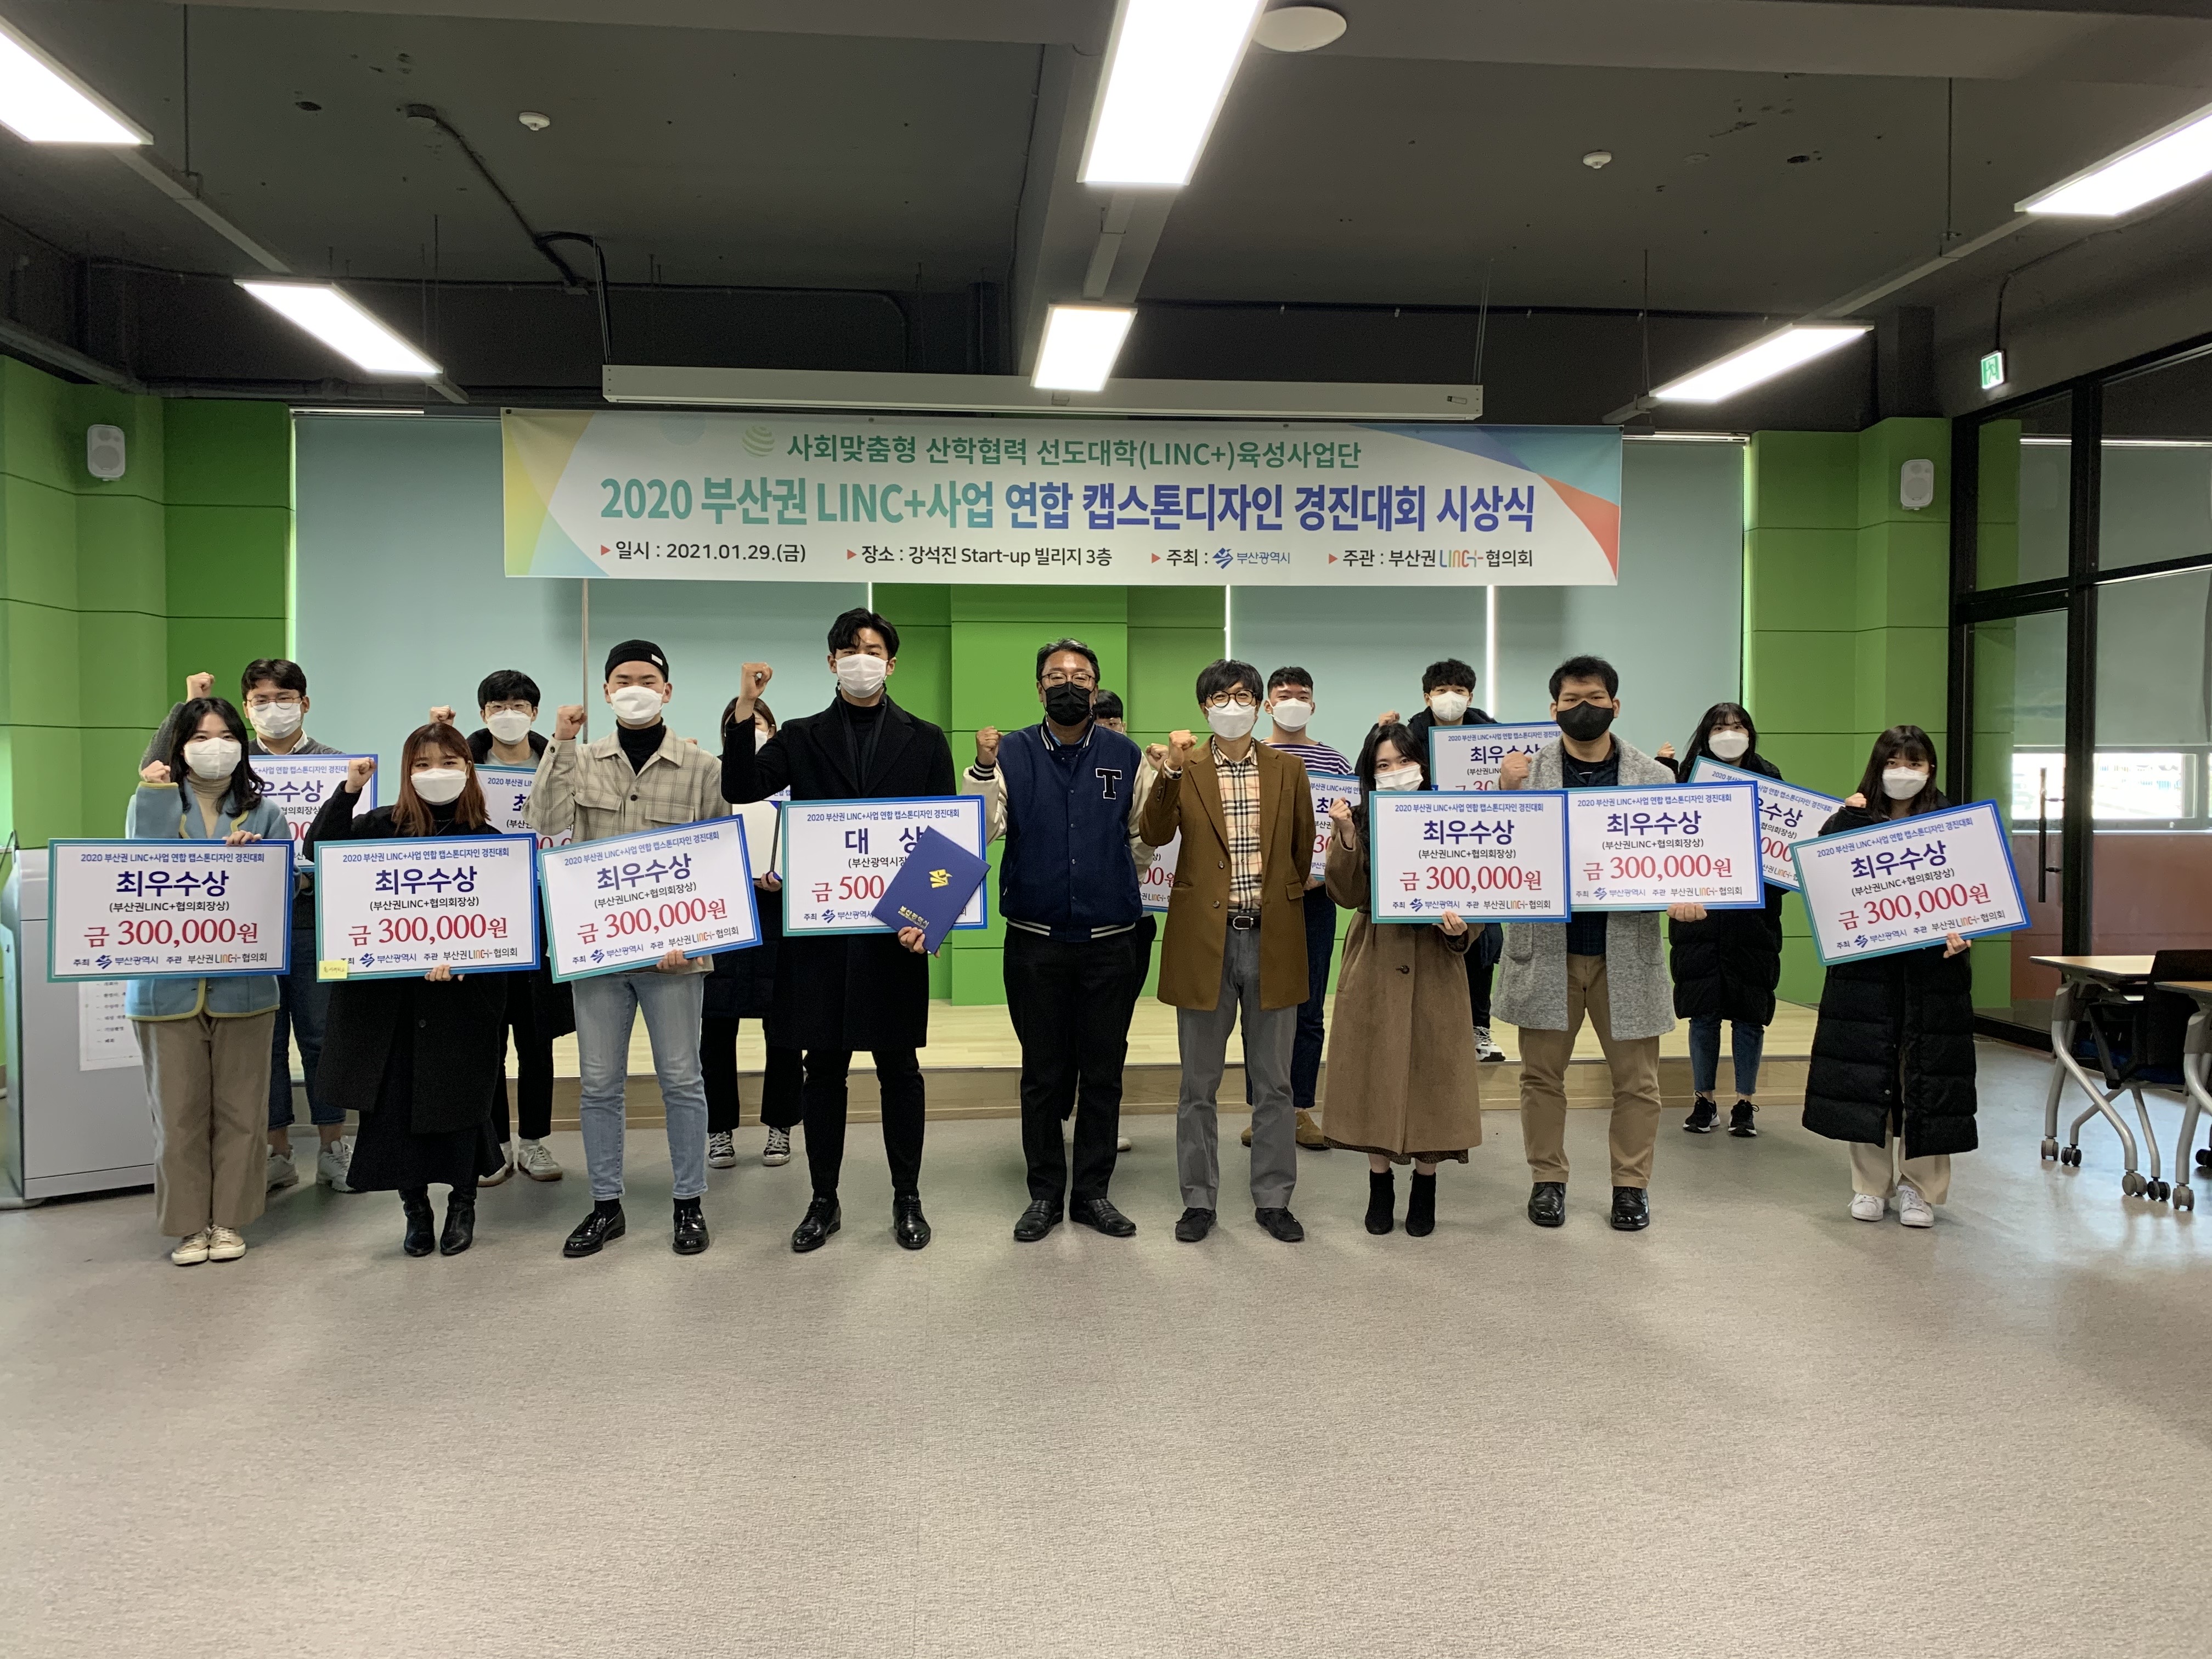 사회맞춤형 산학협력 선도대학(LINC+)육성사업단
2020 부산권 LINC+사업 연합 캡스톤디자인 경진대회 시상식
▶ 일시 : 2021.01.29.(금) ▶ 장소 : 강석진 Start-up 빌리지 3층 ▶ 주최 : 부산광역시 ▶ 주관 : 부산권 LINC+ 협의회
2020 부산권 LINC+사업 연합 캡스톤디자인 경진대회
최우수상
(부산권LINC+협의회장상)
금 300,000원
주최 부산광역시 주관 부산권 LINC+ 협의회
2020 부산권 LINC+사업 연합 캡스톤디자인 경진대회
최우수상
(부산권LINC+협의회장상)
금 300,000원
주최 부산광역시 주관 부산권 LINC+ 협의회
2020 부산권 LINC+사업 연합 캡스톤디자인 경진대회
최우수상
(부산권LINC+협의회장상)
금 300,000원
주최 부산광역시 주관 부산권 LINC+ 협의회
2020 부산권 LINC+사업 연합 캡스톤디자인 경진대회
대 상
(부산광역시장
금 500
주최 부산광역시
T
2020 부산권 LINC+사업 연합 캡스톤디자인 경진대회
최우수상
(부산권LINC+협의회장상)
금 300,000원
주최 부산광역시 주관 부산권 LINC+ 협의회
2020 부산권 LINC+사업 연합 캡스톤디자인 경진대회
최우수상
(부산권LINC+협의회장상)
금 300,000원
주최 부산광역시 주관 부산권 LINC+ 협의회
2020 부산권 LINC+사업 연합 캡스톤디자인 경진대회
최우수상
(부산권LINC+협의회장상)
금 300,000원
주최 부산광역시 주관 부산권 LINC+ 협의회